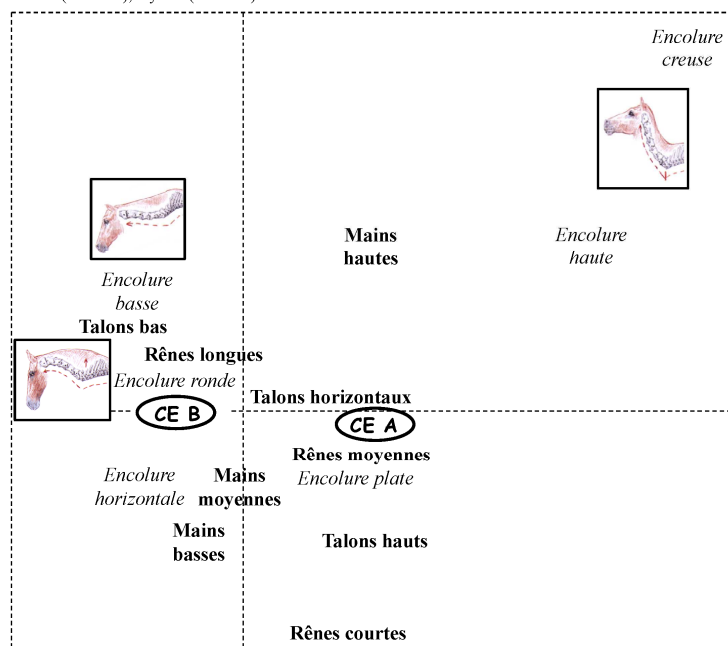 Encolure
creuse
Mains
hautes
Encolure
haute
Encolure
basse
Talons bas
Rênes longues
Encolure ronde
Talons horizontaux
CE B
CE A
Rênes moyennes
Encolure
horizontale
Mains
moyennes
Encolure plate
Mains
basses
Talons hauts
Rênes courtes